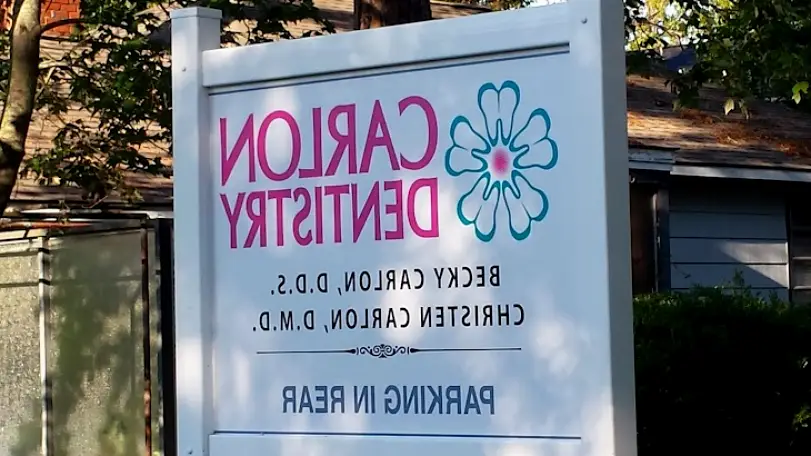 CARLON
DENTISTRY
BECKY CARLON, D.D.S.
CHRISTEN CARLON, D.M.D.
PARKING IN REAR